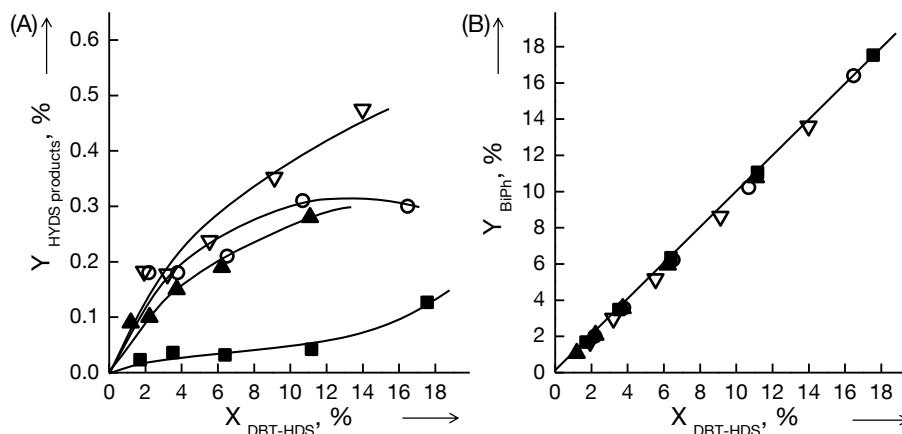 (A)
0.6
0.5
0.4
0.3
0.2
0.1
0.0
Y HYDS products, %
0 2 4 6 8 10 12 14 16 18
X DBT-HDS, %
(B)
18
16
14
12
10
8
6
4
2
0
Y BiPh, %
0 2 4 6 8 10 12 14 16 18
X DBT-HDS, %